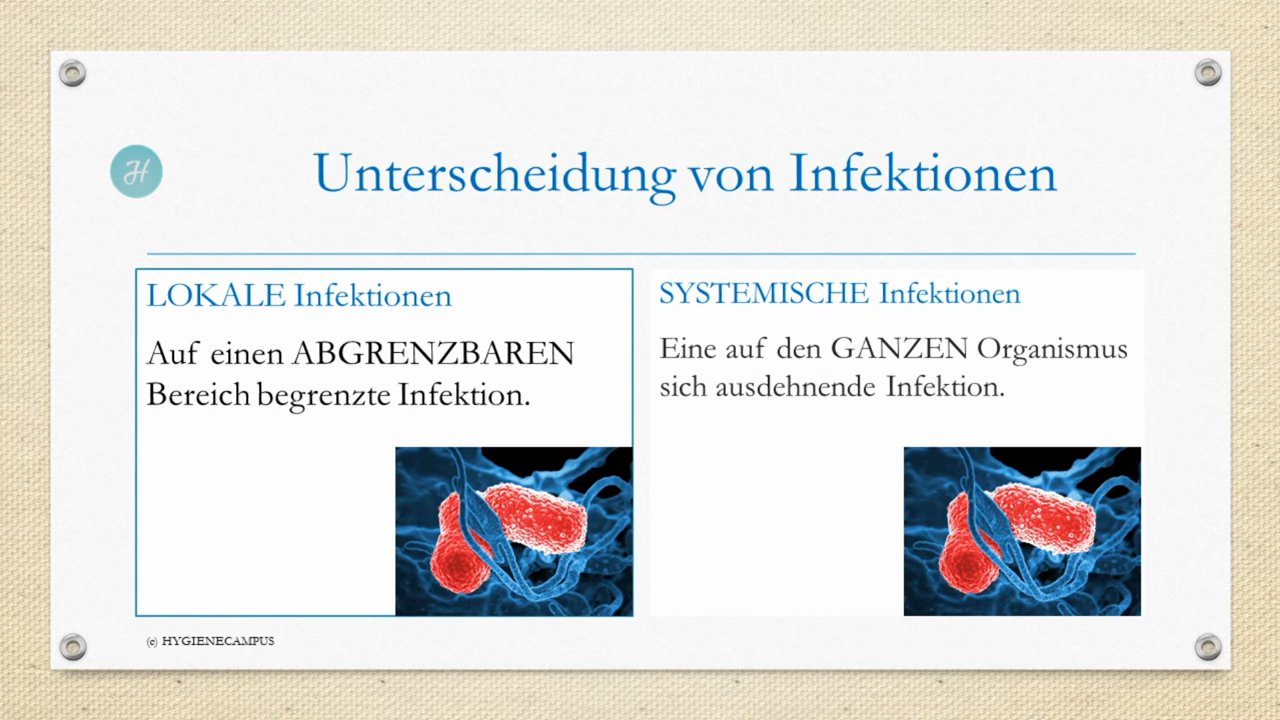 H
Unterscheidung von Infektionen
LOKALE Infektionen
Auf einen ABGRENZBAREN
Bereich begrenzte Infektion.
SYSTEMISCHE Infektionen
Eine auf den GANZEN Organismus
sich ausdehnende Infektion.
(c) HYGIENECAMPUS